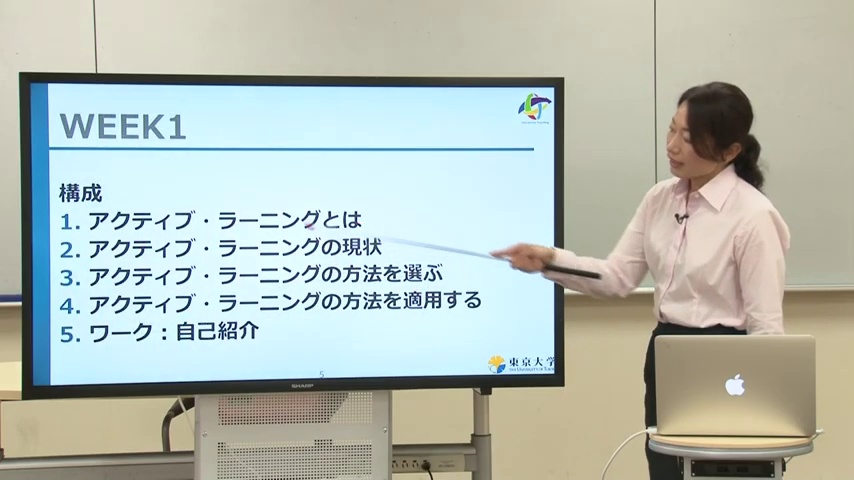 WEEK1
構成
1. アクティブ・ラーニングとは
2. アクティブ・ラーニングの現状
3. アクティブ・ラーニングの方法を選ぶ
4. アクティブ・ラーニングの方法を適用する
5. ワーク：自己紹介
5
東京大学
SHARP